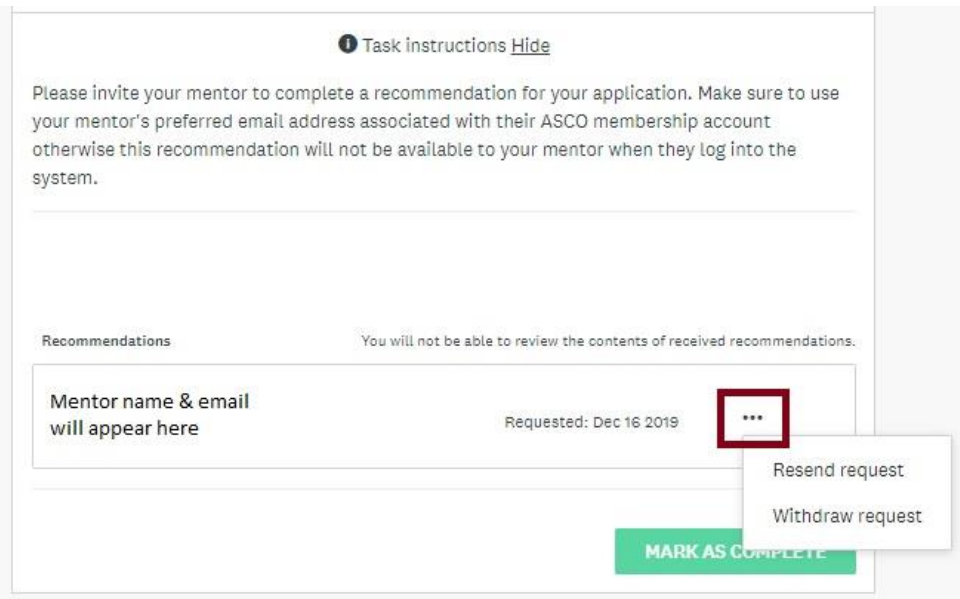 Task instructions Hide
Please invite your mentor to complete a recommendation for your application. Make sure to use
your mentor's preferred email address associated with their ASCO membership account
otherwise this recommendation will not be available to your mentor when they log into the
system.
Recommendations
You will not be able to review the contents of received recommendations.
Mentor name & email
will appear here
Requested: Dec 16 2019
•••
Resend request
Withdraw request
MARK AS COMPLETE